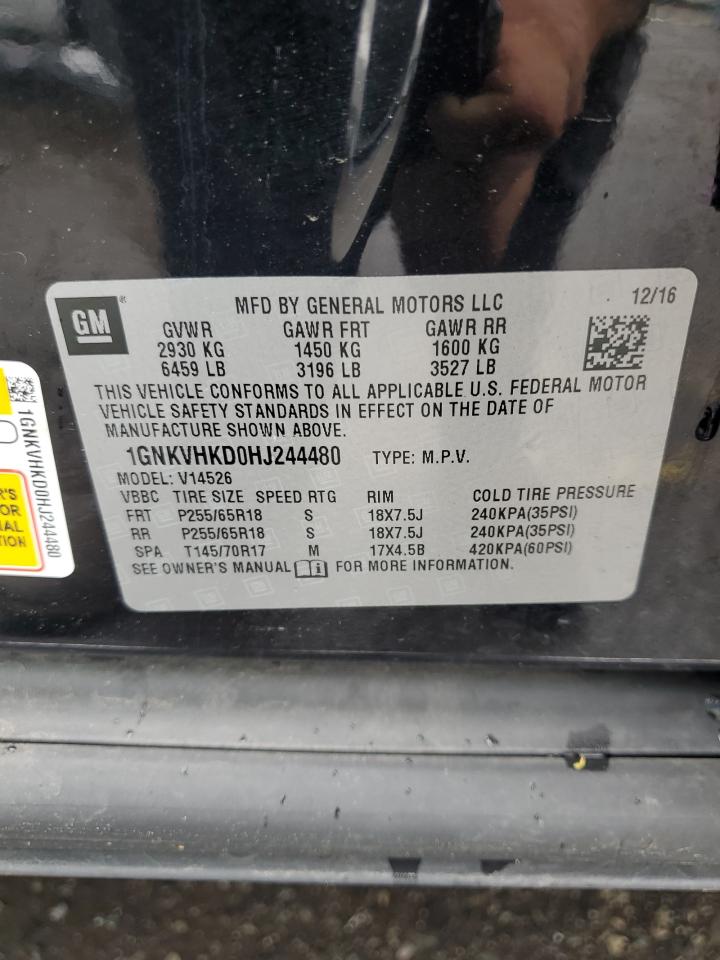 GM ®
MFD BY GENERAL MOTORS LLC
12/16
GVWR GAWR FRT GAWR RR
2930 KG 1450 KG 1600 KG
6459 LB 3196 LB 3527 LB
THIS VEHICLE CONFORMS TO ALL APPLICABLE U.S. FEDERAL MOTOR
VEHICLE SAFETY STANDARDS IN EFFECT ON THE DATE OF
MANUFACTURE SHOWN ABOVE.
1GNKVHKD0HJ244480 TYPE: M.P.V.
MODEL: V14526
VBBC TIRE SIZE SPEED RTG RIM COLD TIRE PRESSURE
FRT P255/65R18 S 18X7.5J 240KPA(35PSI)
RR P255/65R18 S 18X7.5J 240KPA(35PSI)
SPA T145/70R17 M 17X4.5B 420KPA(60PSI)
SEE OWNER'S MANUAL i FOR MORE INFORMATION.
1GNKVHKD0HJ244480